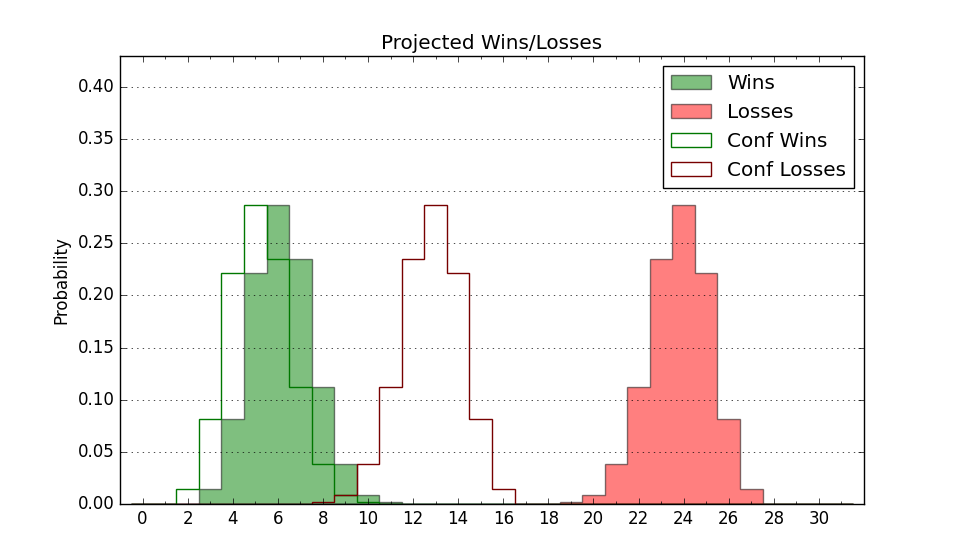 Projected Wins/Losses
Probability
0.40
0.35
0.30
0.25
0.20
0.15
0.10
0.05
0.00
Wins
Losses
Conf Wins
Conf Losses
0 2 4 6 8 10 12 14 16 18 20 22 24 26 28 30